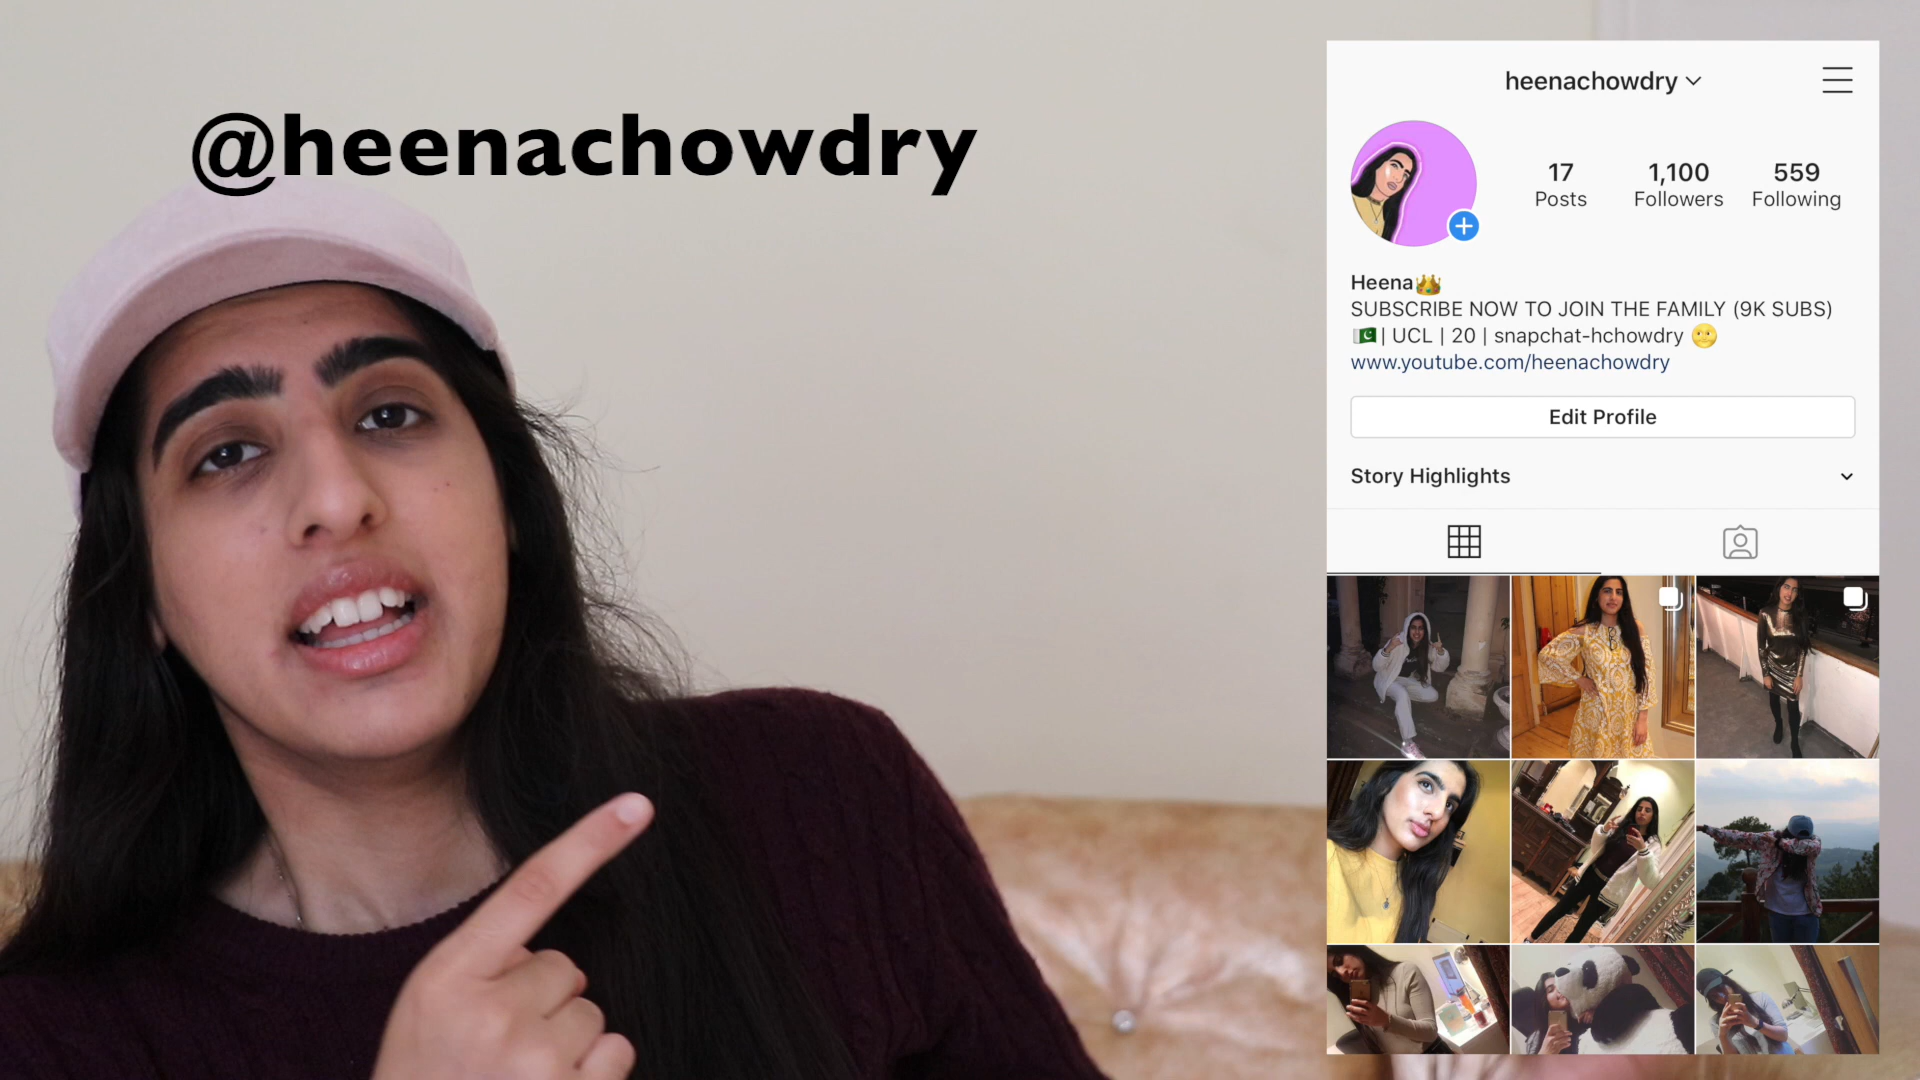 @heenachowdry
heenachowdry
17
Posts
1,100
Followers
559
Following
Heena👑
SUBSCRIBE NOW TO JOIN THE FAMILY (9K SUBS)
🇵🇰| UCL | 20 | snapchat-hchowdry 🌝
www.youtube.com/heenachowdry
Edit Profile
Story Highlights